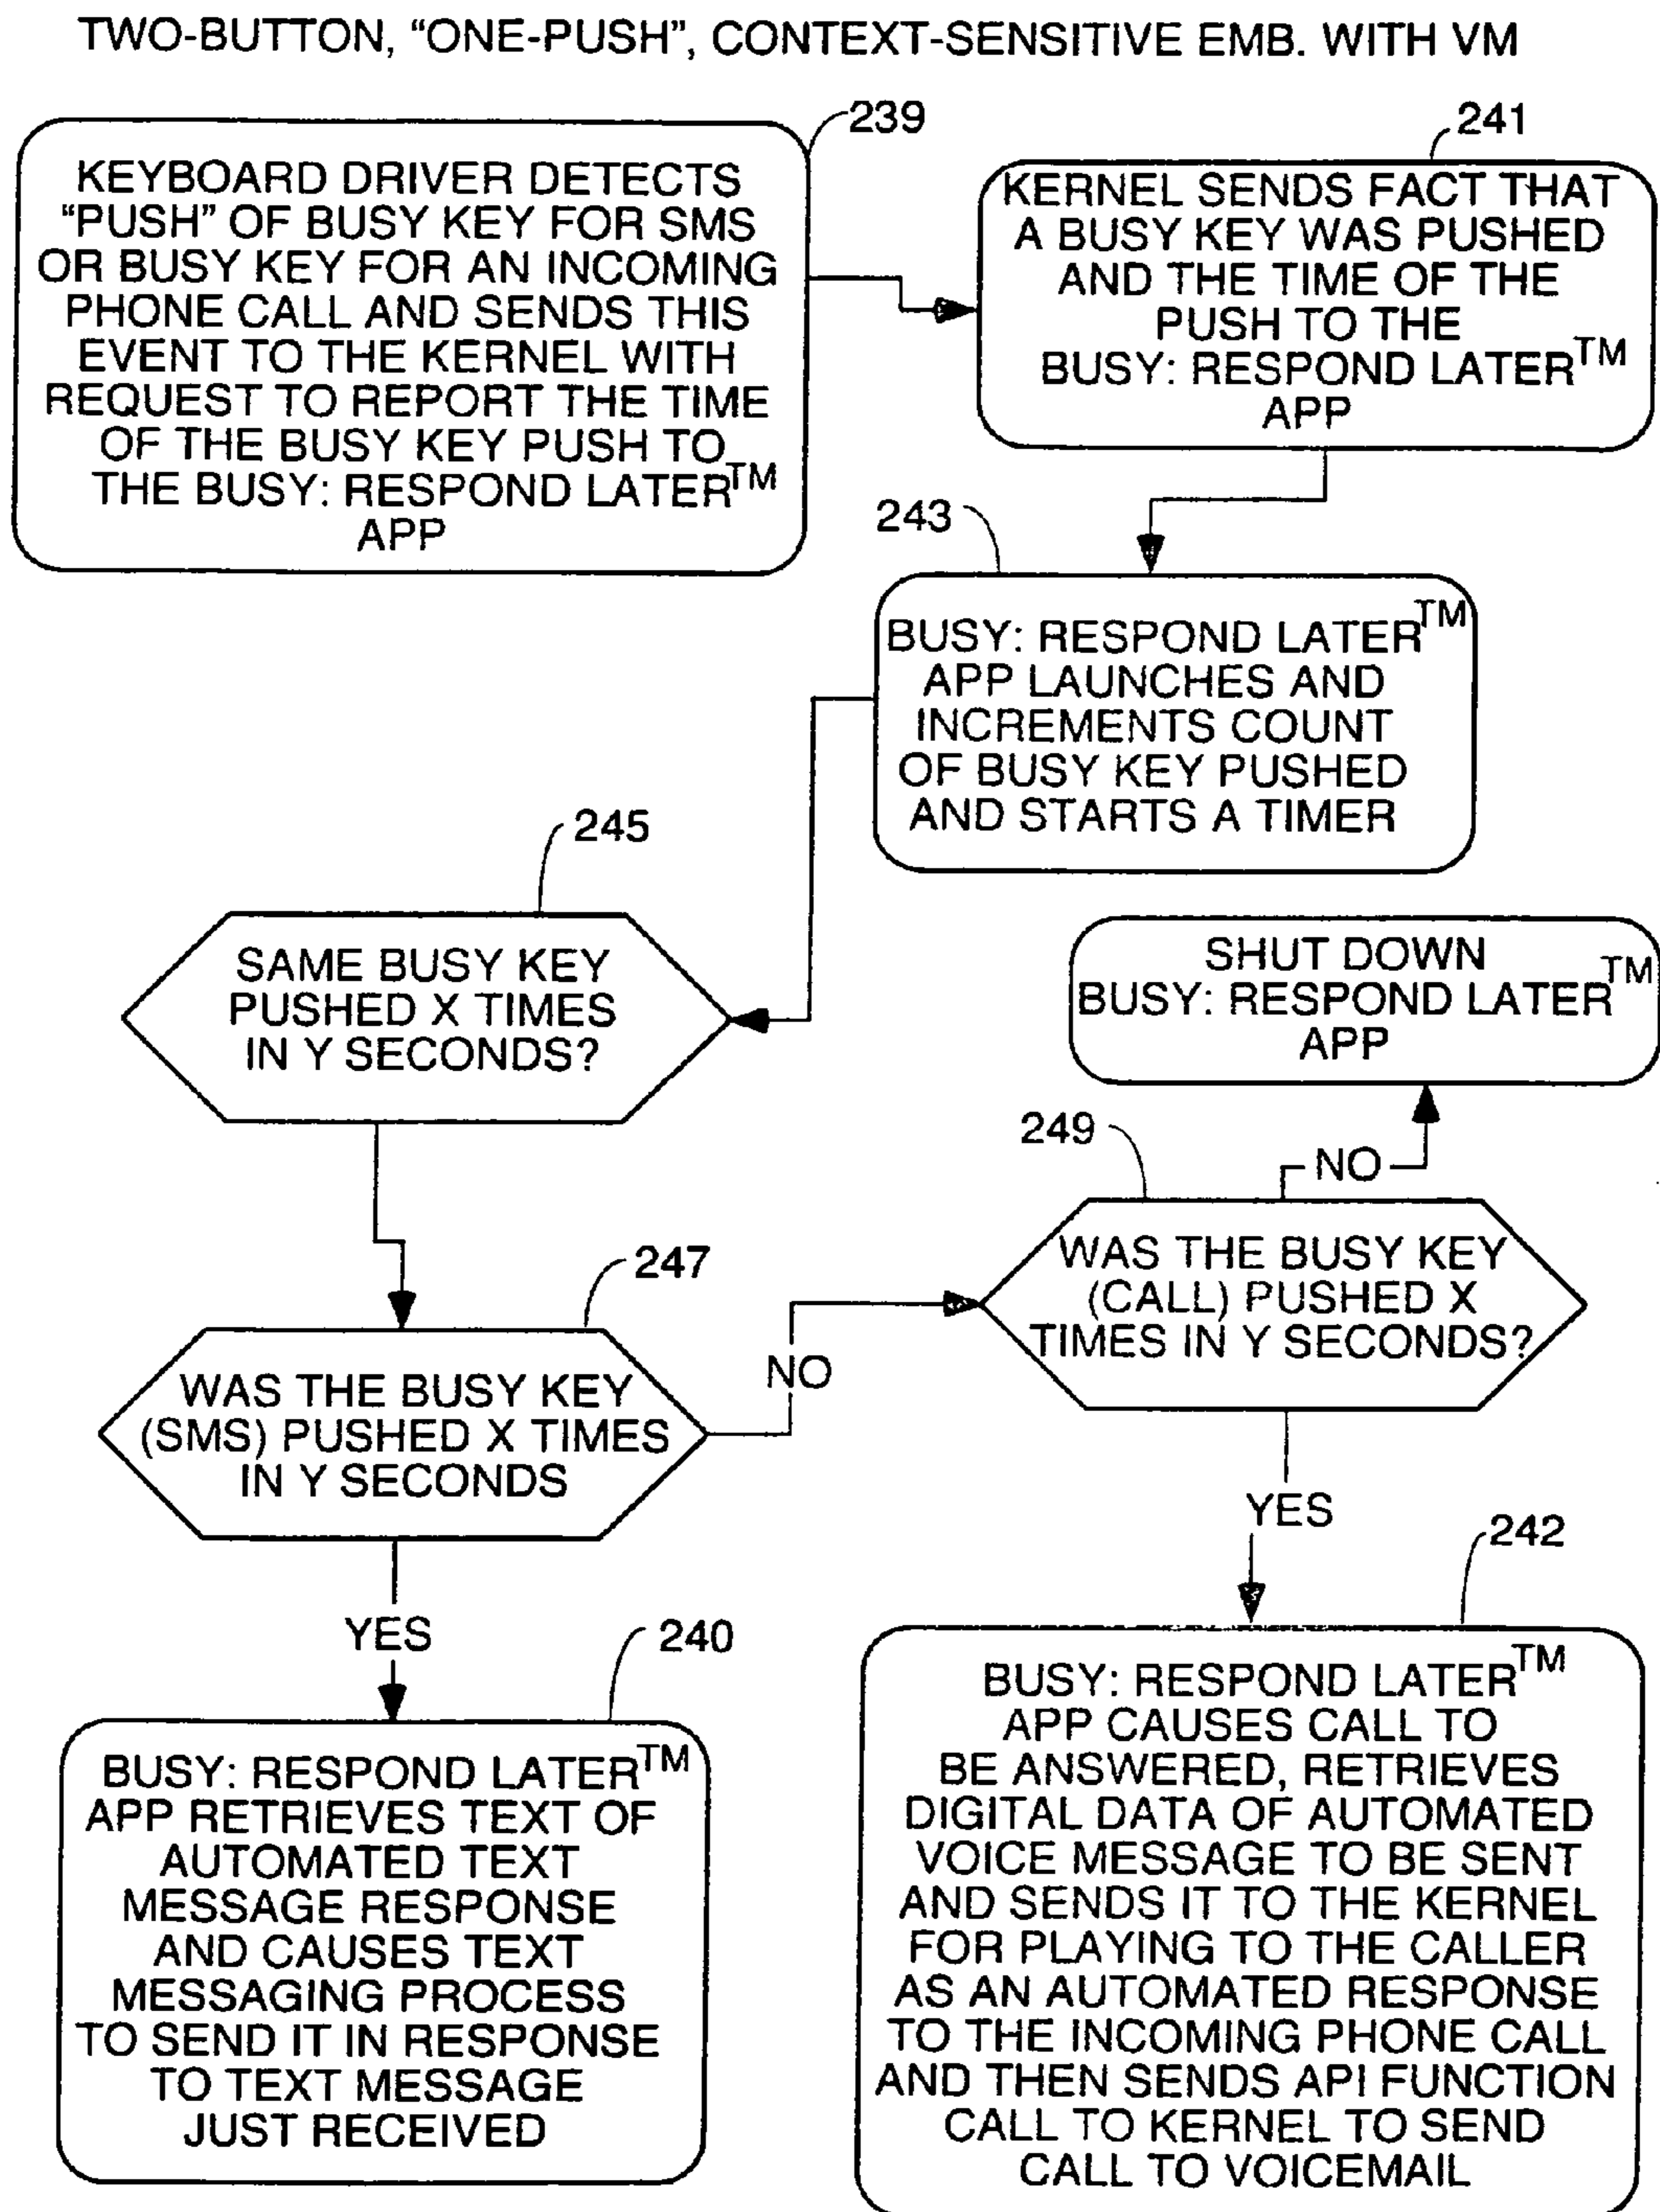 TWO-BUTTON, “ONE-PUSH”, CONTEXT-SENSITIVE EMB. WITH VM
239
KEYBOARD DRIVER DETECTS
“PUSH” OF BUSY KEY FOR SMS
OR BUSY KEY FOR AN INCOMING
PHONE CALL AND SENDS THIS
EVENT TO THE KERNEL WITH
REQUEST TO REPORT THE TIME
OF THE BUSY KEY PUSH TO
THE BUSY: RESPOND LATER™
APP
241
KERNEL SENDS FACT THAT
A BUSY KEY WAS PUSHED
AND THE TIME OF THE
PUSH TO THE
BUSY: RESPOND LATER™
APP
243
BUSY: RESPOND LATER™
APP LAUNCHES AND
INCREMENTS COUNT
OF BUSY KEY PUSHED
AND STARTS A TIMER
245
SAME BUSY KEY
PUSHED X TIMES
IN Y SECONDS?
SHUT DOWN
BUSY: RESPOND LATER™
APP
249
NO
WAS THE BUSY KEY
(CALL) PUSHED X
TIMES IN Y SECONDS?
247
NO
WAS THE BUSY KEY
(SMS) PUSHED X TIMES
IN Y SECONDS
YES
YES
240
BUSY: RESPOND LATER™
APP RETRIEVES TEXT OF
AUTOMATED TEXT
MESSAGE RESPONSE
AND CAUSES TEXT
MESSAGING PROCESS
TO SEND IT IN RESPONSE
TO TEXT MESSAGE
JUST RECEIVED
242
BUSY: RESPOND LATER™
APP CAUSES CALL TO
BE ANSWERED, RETRIEVES
DIGITAL DATA OF AUTOMATED
VOICE MESSAGE TO BE SENT
AND SENDS IT TO THE KERNEL
FOR PLAYING TO THE CALLER
AS AN AUTOMATED RESPONSE
TO THE INCOMING PHONE CALL
AND THEN SENDS API FUNCTION
CALL TO KERNEL TO SEND
CALL TO VOICEMAIL